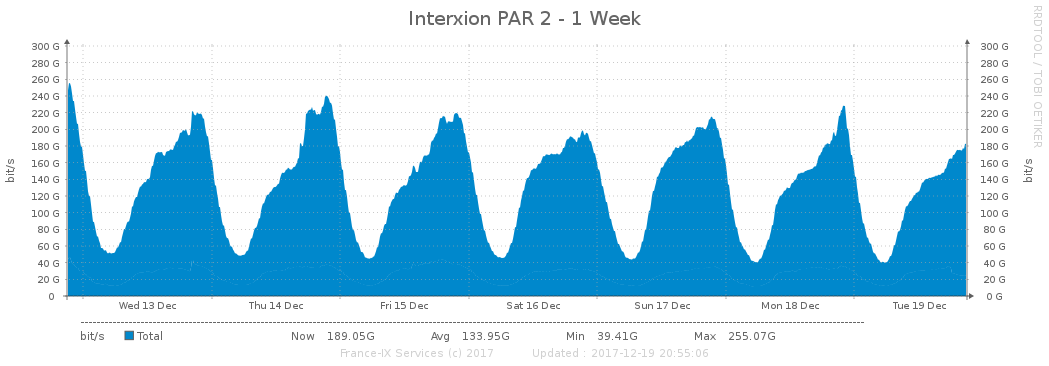 Interxion PAR 2 - 1 Week
RRDTOOL / TOBI OETIKER
300 G 300 G
280 G 280 G
260 G 260 G
240 G 240 G
220 G 220 G
200 G 200 G
180 G 180 G
160 G 160 G
140 G 140 G
120 G 120 G
100 G 100 G
80 G 80 G
60 G 60 G
40 G 40 G
20 G 20 G
0 0 G
bit/s
bit/s
Wed 13 Dec Thu 14 Dec Fri 15 Dec Sat 16 Dec Sun 17 Dec Mon 18 Dec Tue 19 Dec
bit/s Total Now 189.05G Avg 133.95G Min 39.41G Max 255.07G
France-IX Services (c) 2017 Updated : 2017-12-19 20:55:06